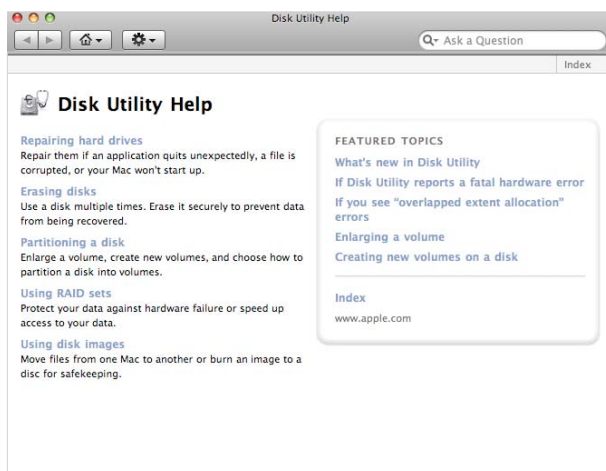 Disk Utility Help
Ask a Question
Index
Disk Utility Help
Repairing hard drives
Repair them if an application quits unexpectedly, a file is
corrupted, or your Mac won't start up.
Erasing disks
Use a disk multiple times. Erase it securely to prevent data
from being recovered.
Partitioning a disk
Enlarge a volume, create new volumes, and choose how to
partition a disk into volumes.
Using RAID sets
Protect your data against hardware failure or speed up
access to your data.
Using disk images
Move files from one Mac to another or burn an image to a
disc for safekeeping.
FEATURED TOPICS
What's new in Disk Utility
If Disk Utility reports a fatal hardware error
If you see “overlapped extent allocation”
errors
Enlarging a volume
Creating new volumes on a disk
Index
www.apple.com